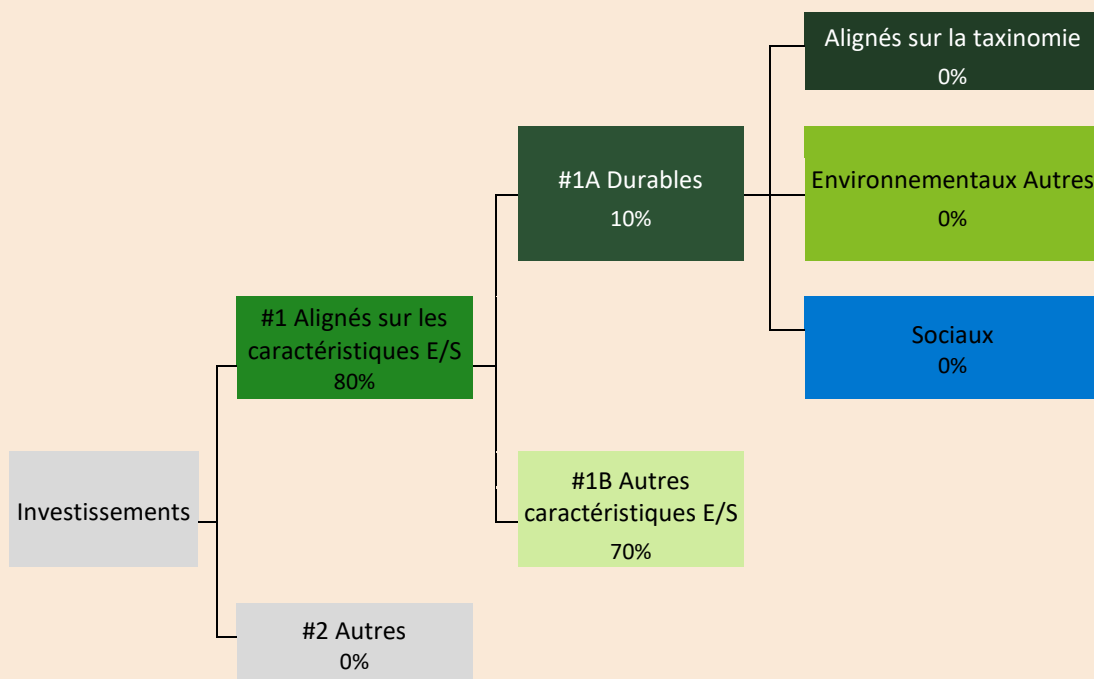 Alignés sur la taxinomie
0%
#1A Durables
10%
Environnementaux Autres
0%
#1 Alignés sur les
caractéristiques E/S
80%
Sociaux
0%
Investissements
#1B Autres
caractéristiques E/S
70%
#2 Autres
0%